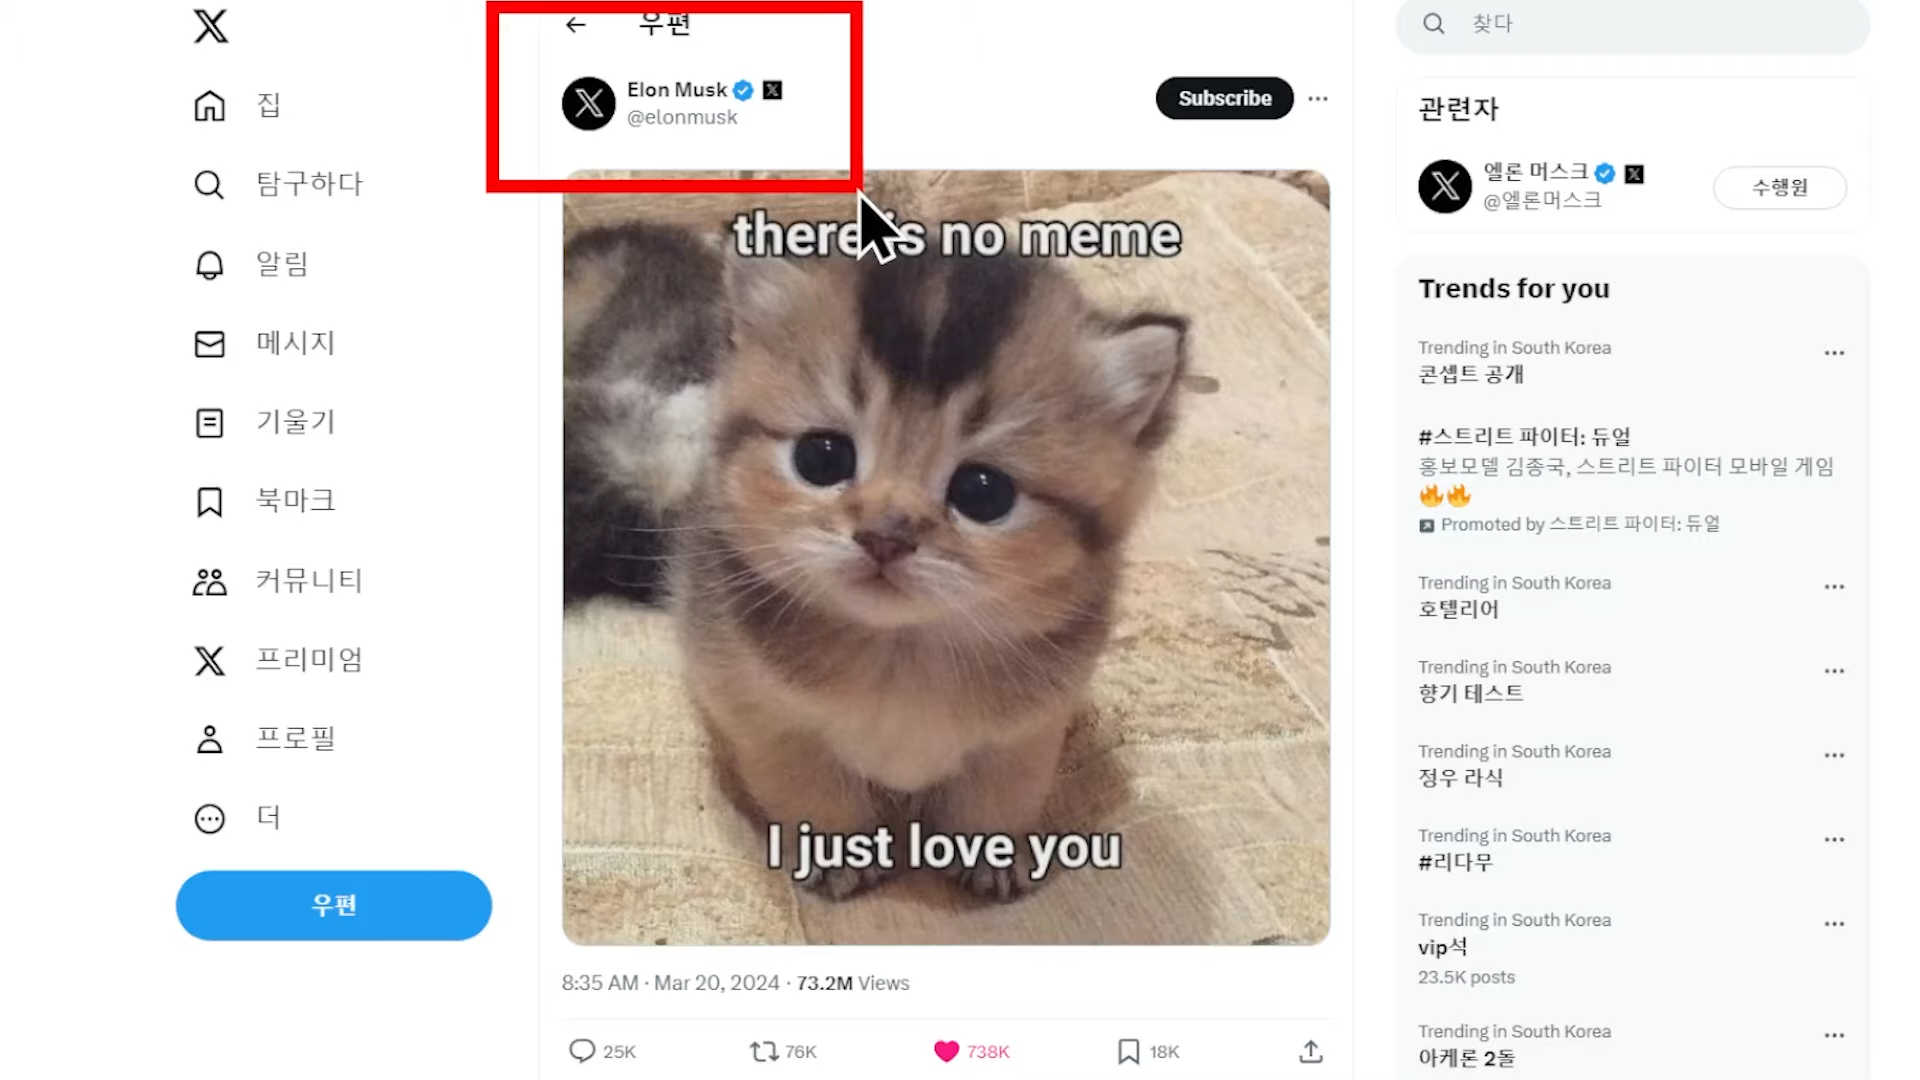 집
탐구하다
알림
메시지
기울기
북마크
커뮤니티
프리미엄
프로필
더
우편
우편
Elon Musk
@elonmusk
Subscribe
there is no meme
I just love you
8:35 AM · Mar 20, 2024 · 73.2M Views
25K
76K
738K
18K
찾다
관련자
엘론 머스크
@엘론머스크
수행원
Trends for you
Trending in South Korea
콘셉트 공개
#스트리트 파이터: 듀얼
홍보모델 김종국, 스트리트 파이터 모바일 게임
🔥🔥
Promoted by 스트리트 파이터: 듀얼
Trending in South Korea
호텔리어
Trending in South Korea
향기 테스트
Trending in South Korea
정우 라식
Trending in South Korea
#리다무
Trending in South Korea
vip석
23.5K posts
Trending in South Korea
아케론 2돌